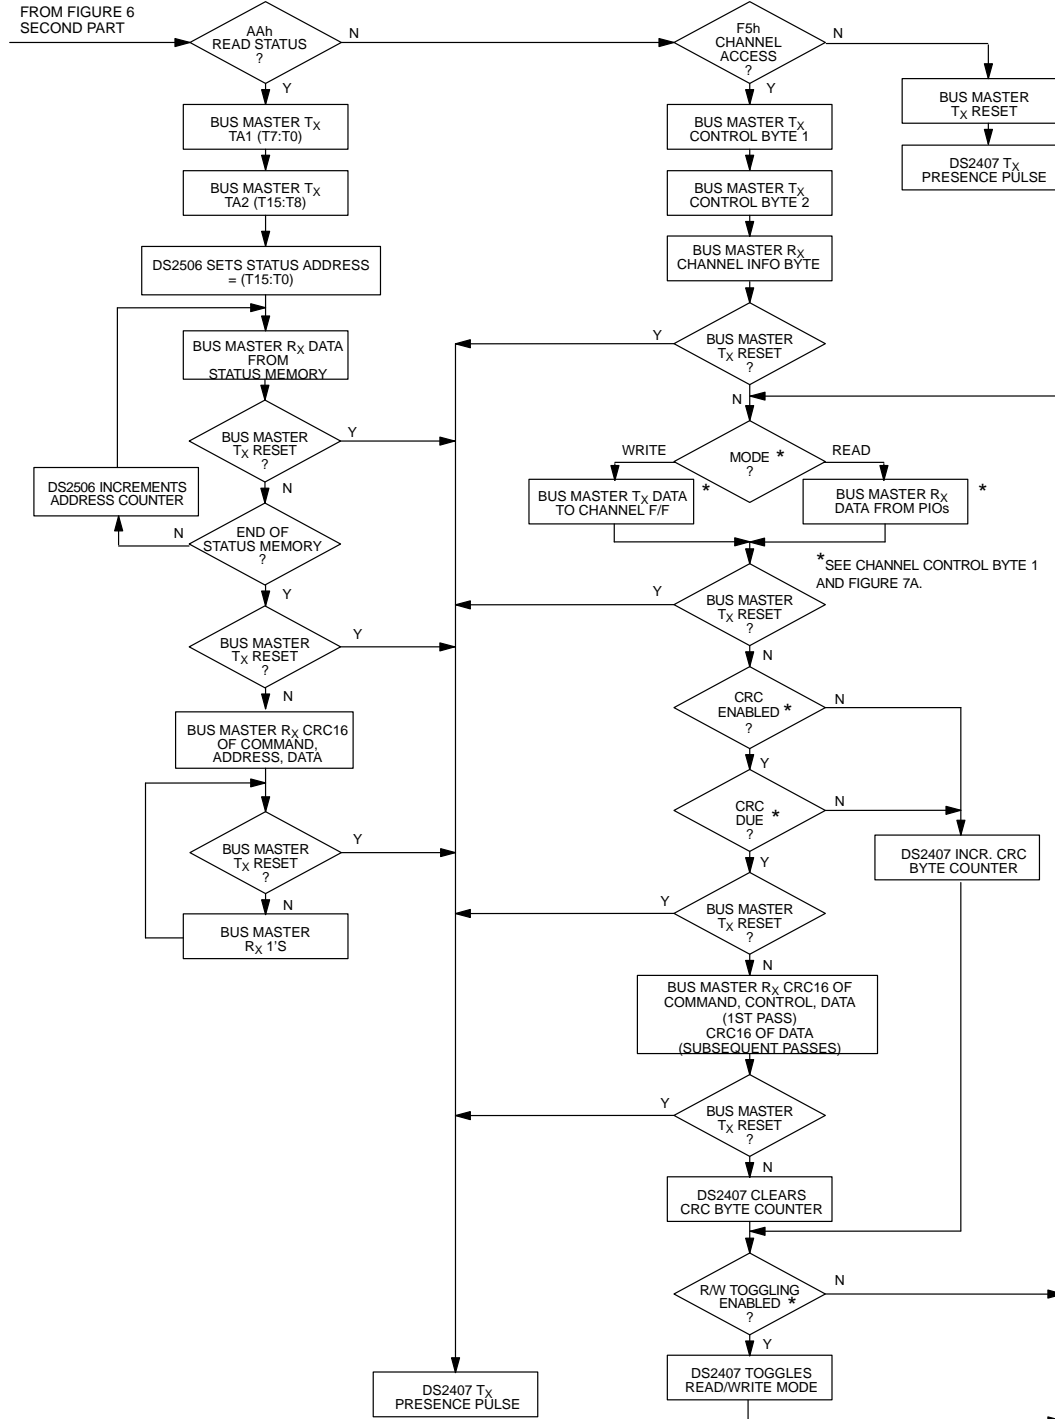 FROM FIGURE 6
SECOND PART
AAh
READ STATUS
?
N
Y
BUS MASTER TX
TA1 (T7:T0)
BUS MASTER TX
TA2 (T15:T8)
DS2506 SETS STATUS ADDRESS
= (T15:T0)
BUS MASTER RX DATA
FROM
STATUS MEMORY
BUS MASTER
TX RESET
?
Y
N
DS2506 INCREMENTS
ADDRESS COUNTER
END OF
STATUS MEMORY
?
N
Y
BUS MASTER
TX RESET
?
Y
N
BUS MASTER RX CRC16
OF COMMAND,
ADDRESS, DATA
BUS MASTER
TX RESET
?
Y
N
BUS MASTER
RX 1'S
F5h
CHANNEL
ACCESS
?
N
Y
BUS MASTER
TX RESET
DS2407 TX
PRESENCE PULSE
BUS MASTER TX
CONTROL BYTE 1
BUS MASTER TX
CONTROL BYTE 2
BUS MASTER RX
CHANNEL INFO BYTE
BUS MASTER
TX RESET
?
Y
N
MODE *
?
WRITE
READ
BUS MASTER TX DATA
TO CHANNEL F/F
*
BUS MASTER RX
DATA FROM PIOs
*
*SEE CHANNEL CONTROL BYTE 1
AND FIGURE 7A.
BUS MASTER
TX RESET
?
Y
N
CRC
ENABLED *
?
N
Y
CRC
DUE *
?
N
Y
DS2407 INCR. CRC
BYTE COUNTER
BUS MASTER
TX RESET
?
Y
N
BUS MASTER RX CRC16 OF
COMMAND, CONTROL, DATA
(1ST PASS)
CRC16 OF DATA
(SUBSEQUENT PASSES)
BUS MASTER
TX RESET
?
Y
N
DS2407 CLEARS
CRC BYTE COUNTER
R/W TOGGLING
ENABLED *
?
N
Y
DS2407 TOGGLES
READ/WRITE MODE
DS2407 TX
PRESENCE PULSE